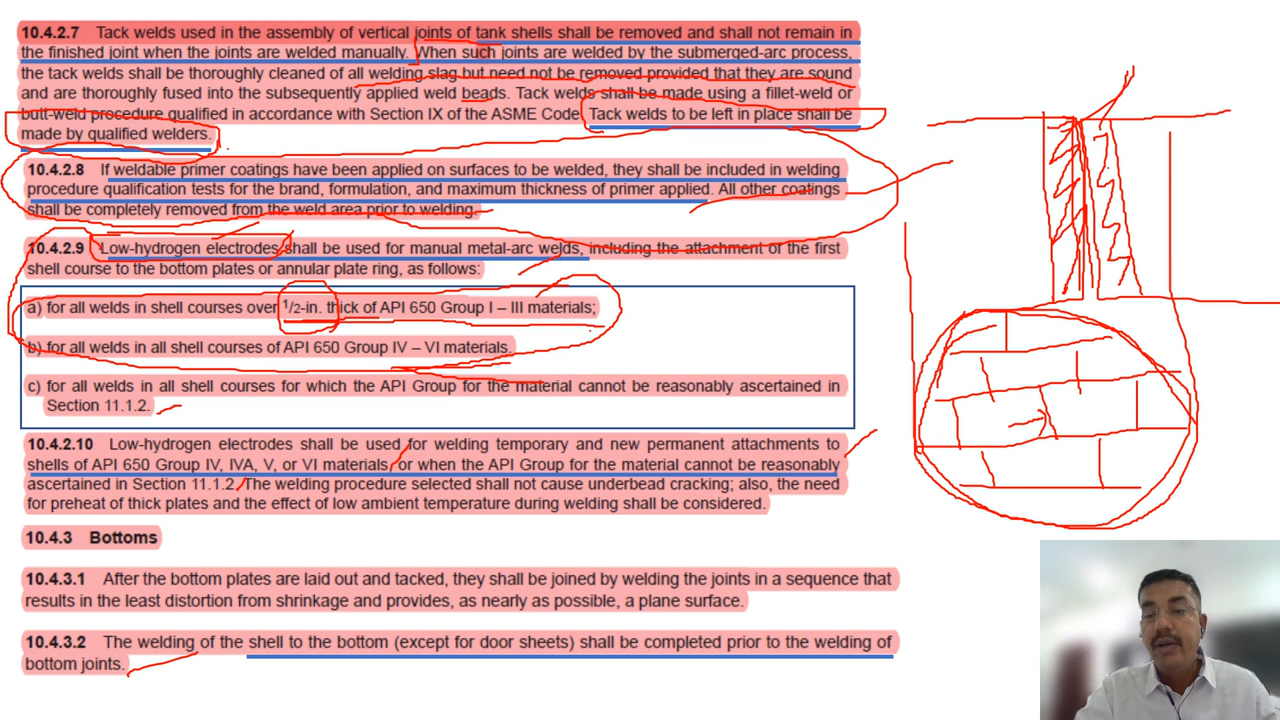 10.4.2.7 Tack welds used in the assembly of vertical joints of tank shells shall be removed and shall not remain in
the finished joint when the joints are welded manually. When such joints are welded by the submerged-arc process,
the tack welds shall be thoroughly cleaned of all welding slag but need not be removed provided that they are sound
and are thoroughly fused into the subsequently applied weld beads. Tack welds shall be made using a fillet-weld or
butt-weld procedure qualified in accordance with Section IX of the ASME Code. Tack welds to be left in place shall be
made by qualified welders.
10.4.2.8 If weldable primer coatings have been applied on surfaces to be welded, they shall be included in welding
procedure qualification tests for the brand, formulation, and maximum thickness of primer applied. All other coatings
shall be completely removed from the weld area prior to welding.
10.4.2.9 Low-hydrogen electrodes shall be used for manual metal-arc welds, including the attachment of the first
shell course to the bottom plates or annular plate ring, as follows:
a) for all welds in shell courses over 1/2-in. thick of API 650 Group I – III materials;
b) for all welds in all shell courses of API 650 Group IV – VI materials.
c) for all welds in all shell courses for which the API Group for the material cannot be reasonably ascertained in
Section 11.1.2.
10.4.2.10 Low-hydrogen electrodes shall be used for welding temporary and new permanent attachments to
shells of API 650 Group IV, IVA, V, or VI materials, or when the API Group for the material cannot be reasonably
ascertained in Section 11.1.2. The welding procedure selected shall not cause underbead cracking; also, the need
for preheat of thick plates and the effect of low ambient temperature during welding shall be considered.
10.4.3 Bottoms
10.4.3.1 After the bottom plates are laid out and tacked, they shall be joined by welding the joints in a sequence that
results in the least distortion from shrinkage and provides, as nearly as possible, a plane surface.
10.4.3.2 The welding of the shell to the bottom (except for door sheets) shall be completed prior to the welding of
bottom joints.